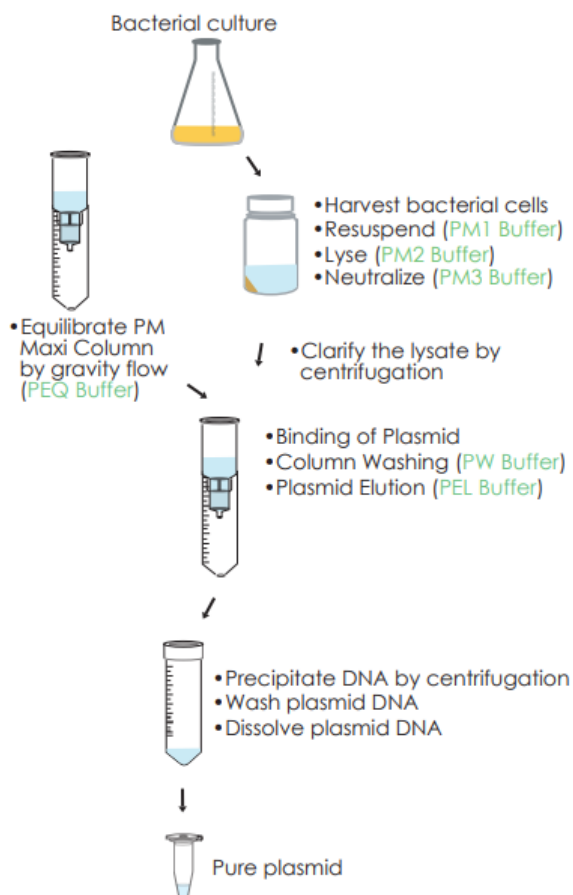 Bacterial culture
•Harvest bacterial cells
•Resuspend (PM1 Buffer)
•Lyse (PM2 Buffer)
•Neutralize (PM3 Buffer)
•Equilibrate PM
Maxi Column
by gravity flow
(PEQ Buffer)
•Clarify the lysate by
centrifugation
•Binding of Plasmid
•Column Washing (PW Buffer)
•Plasmid Elution (PEL Buffer)
•Precipitate DNA by centrifugation
•Wash plasmid DNA
•Dissolve plasmid DNA
Pure plasmid